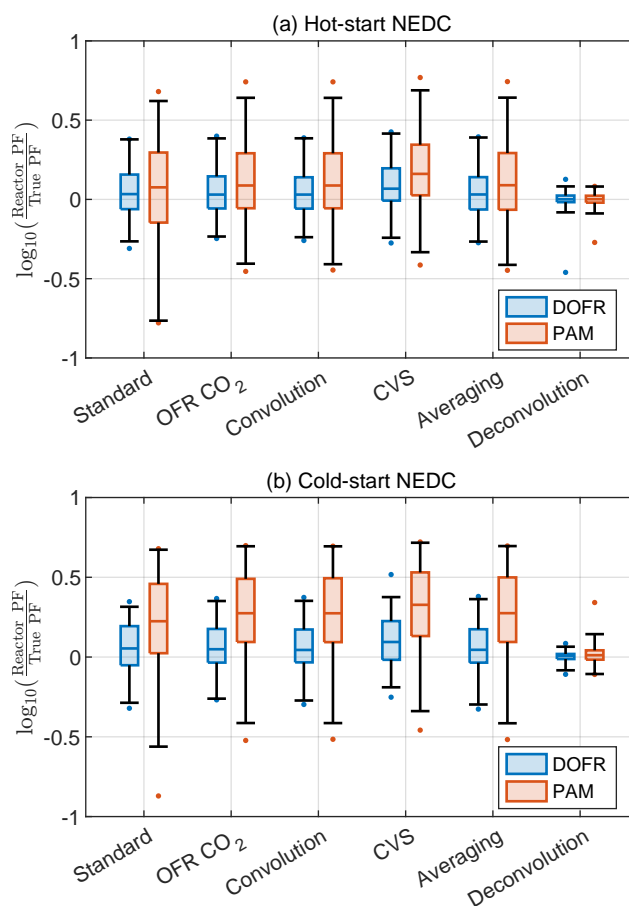 (a) Hot-start NEDC
1
0.5
0
-0.5
-1
log₁₀(Reactor PF / True PF)
DOFR
PAM
Standard
OFR CO₂
Convolution
CVS
Averaging
Deconvolution
(b) Cold-start NEDC
1
0.5
0
-0.5
-1
log₁₀(Reactor PF / True PF)
DOFR
PAM
Standard
OFR CO₂
Convolution
CVS
Averaging
Deconvolution